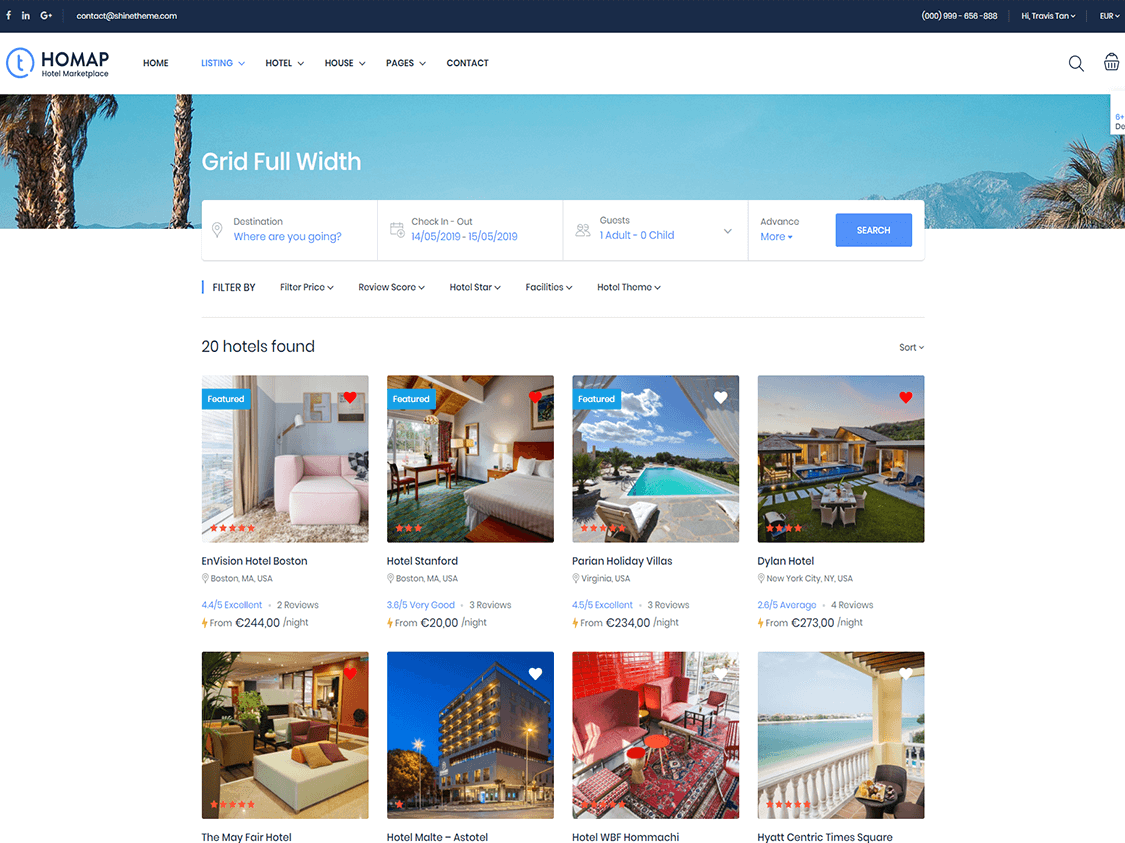 f in G+ contact@shinetheme.com (000) 999 - 656 -888 Hi, Travis Tan EUR
t HOMAP
Hotel Marketplace
HOME LISTING HOTEL HOUSE PAGES CONTACT
6+
De
Grid Full Width
Destination
Where are you going?
Check In - Out
14/05/2019 - 15/05/2019
Guests
1 Adult - 0 Child
Advance
More
SEARCH
FILTER BY Filter Price Review Score Hotel Star Facilities Hotel Theme
20 hotels found
Sort
Featured
EnVision Hotel Boston
Boston, MA, USA
4.4/5 Excellent • 2 Reviews
From €244,00 /night
Featured
Hotel Stanford
Boston, MA, USA
3.6/5 Very Good • 3 Reviews
From €20,00 /night
Featured
Parian Holiday Villas
Virginia, USA
4.5/5 Excellent • 3 Reviews
From €234,00 /night
Dylan Hotel
New York City, NY, USA
2.6/5 Average • 4 Reviews
From €273,00 /night
The May Fair Hotel
Hotel Malte – Astotel
Hotel WBF Hommachi
Hyatt Centric Times Square